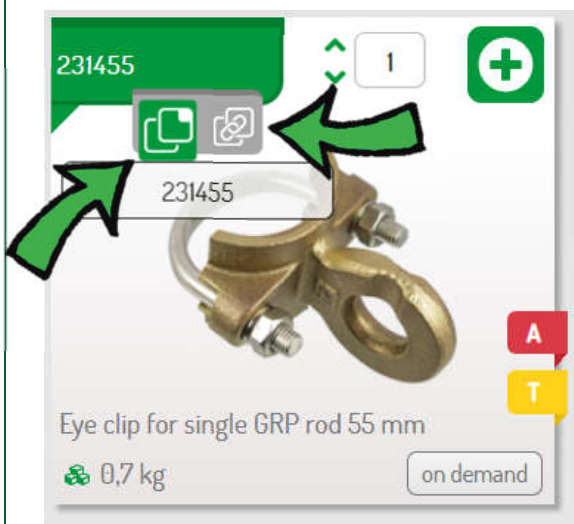 231455
1
231455
A
T
Eye clip for single GRP rod 55 mm
0,7 kg
on demand